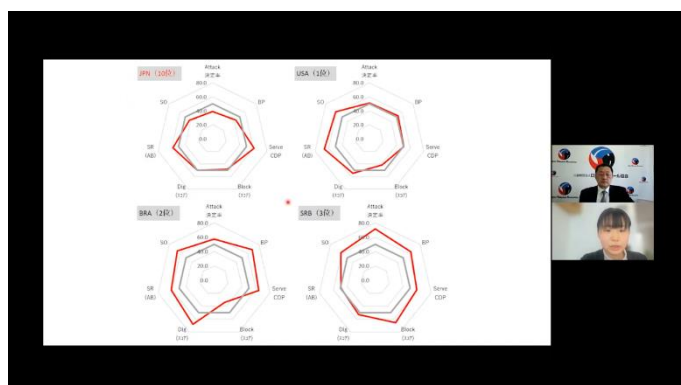 JPN（10位）
Attack
決定率
80.0
60.0
40.0
20.0
0.0
BP
Serve
CDP
Block
Dig
SR
(AB)
SO
USA（1位）
Attack
決定率
80.0
60.0
40.0
20.0
0.0
BP
Serve
CDP
Block
Dig
SR
(AB)
SO
BRA（2位）
Attack
決定率
80.0
60.0
40.0
20.0
0.0
BP
Serve
CDP
Block
Dig
SR
(AB)
SO
SRB（3位）
Attack
決定率
80.0
60.0
40.0
20.0
0.0
BP
Serve
CDP
Block
Dig
SR
(AB)
SO